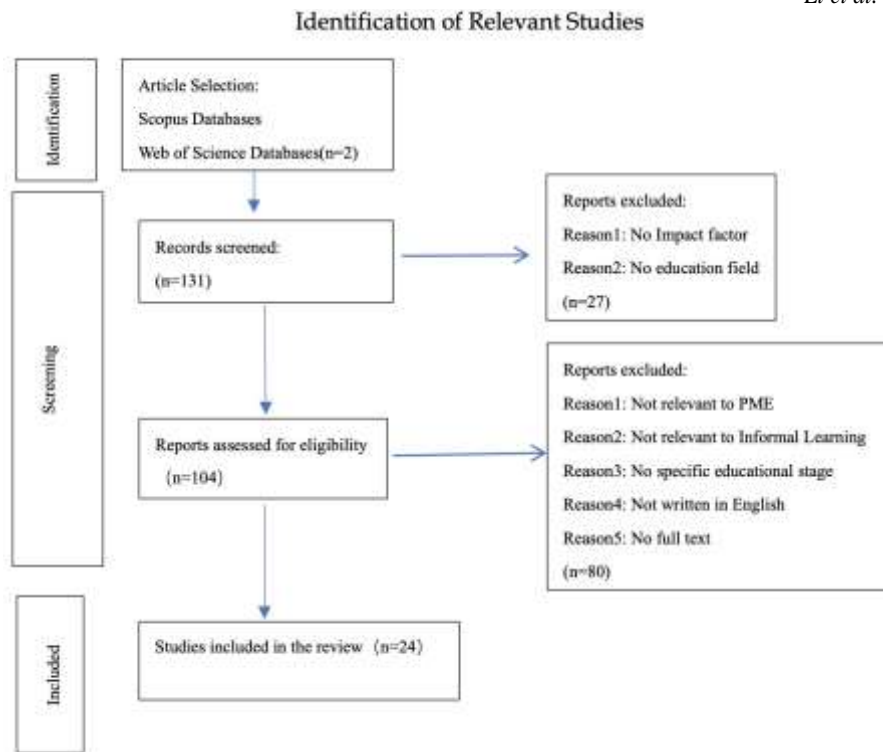 Li et al.
Identification of Relevant Studies
Identification
Article Selection:
Scopus Databases
Web of Science Databases(n=2)
Screening
Records screened:
(n=131)
Reports excluded:
Reason1: No Impact factor
Reason2: No education field
(n=27)
Reports assessed for eligibility
(n=104)
Reports excluded:
Reason1: Not relevant to PME
Reason2: Not relevant to Informal Learning
Reason3: No specific educational stage
Reason4: Not written in English
Reason5: No full text
(n=80)
Included
Studies included in the review（n=24）